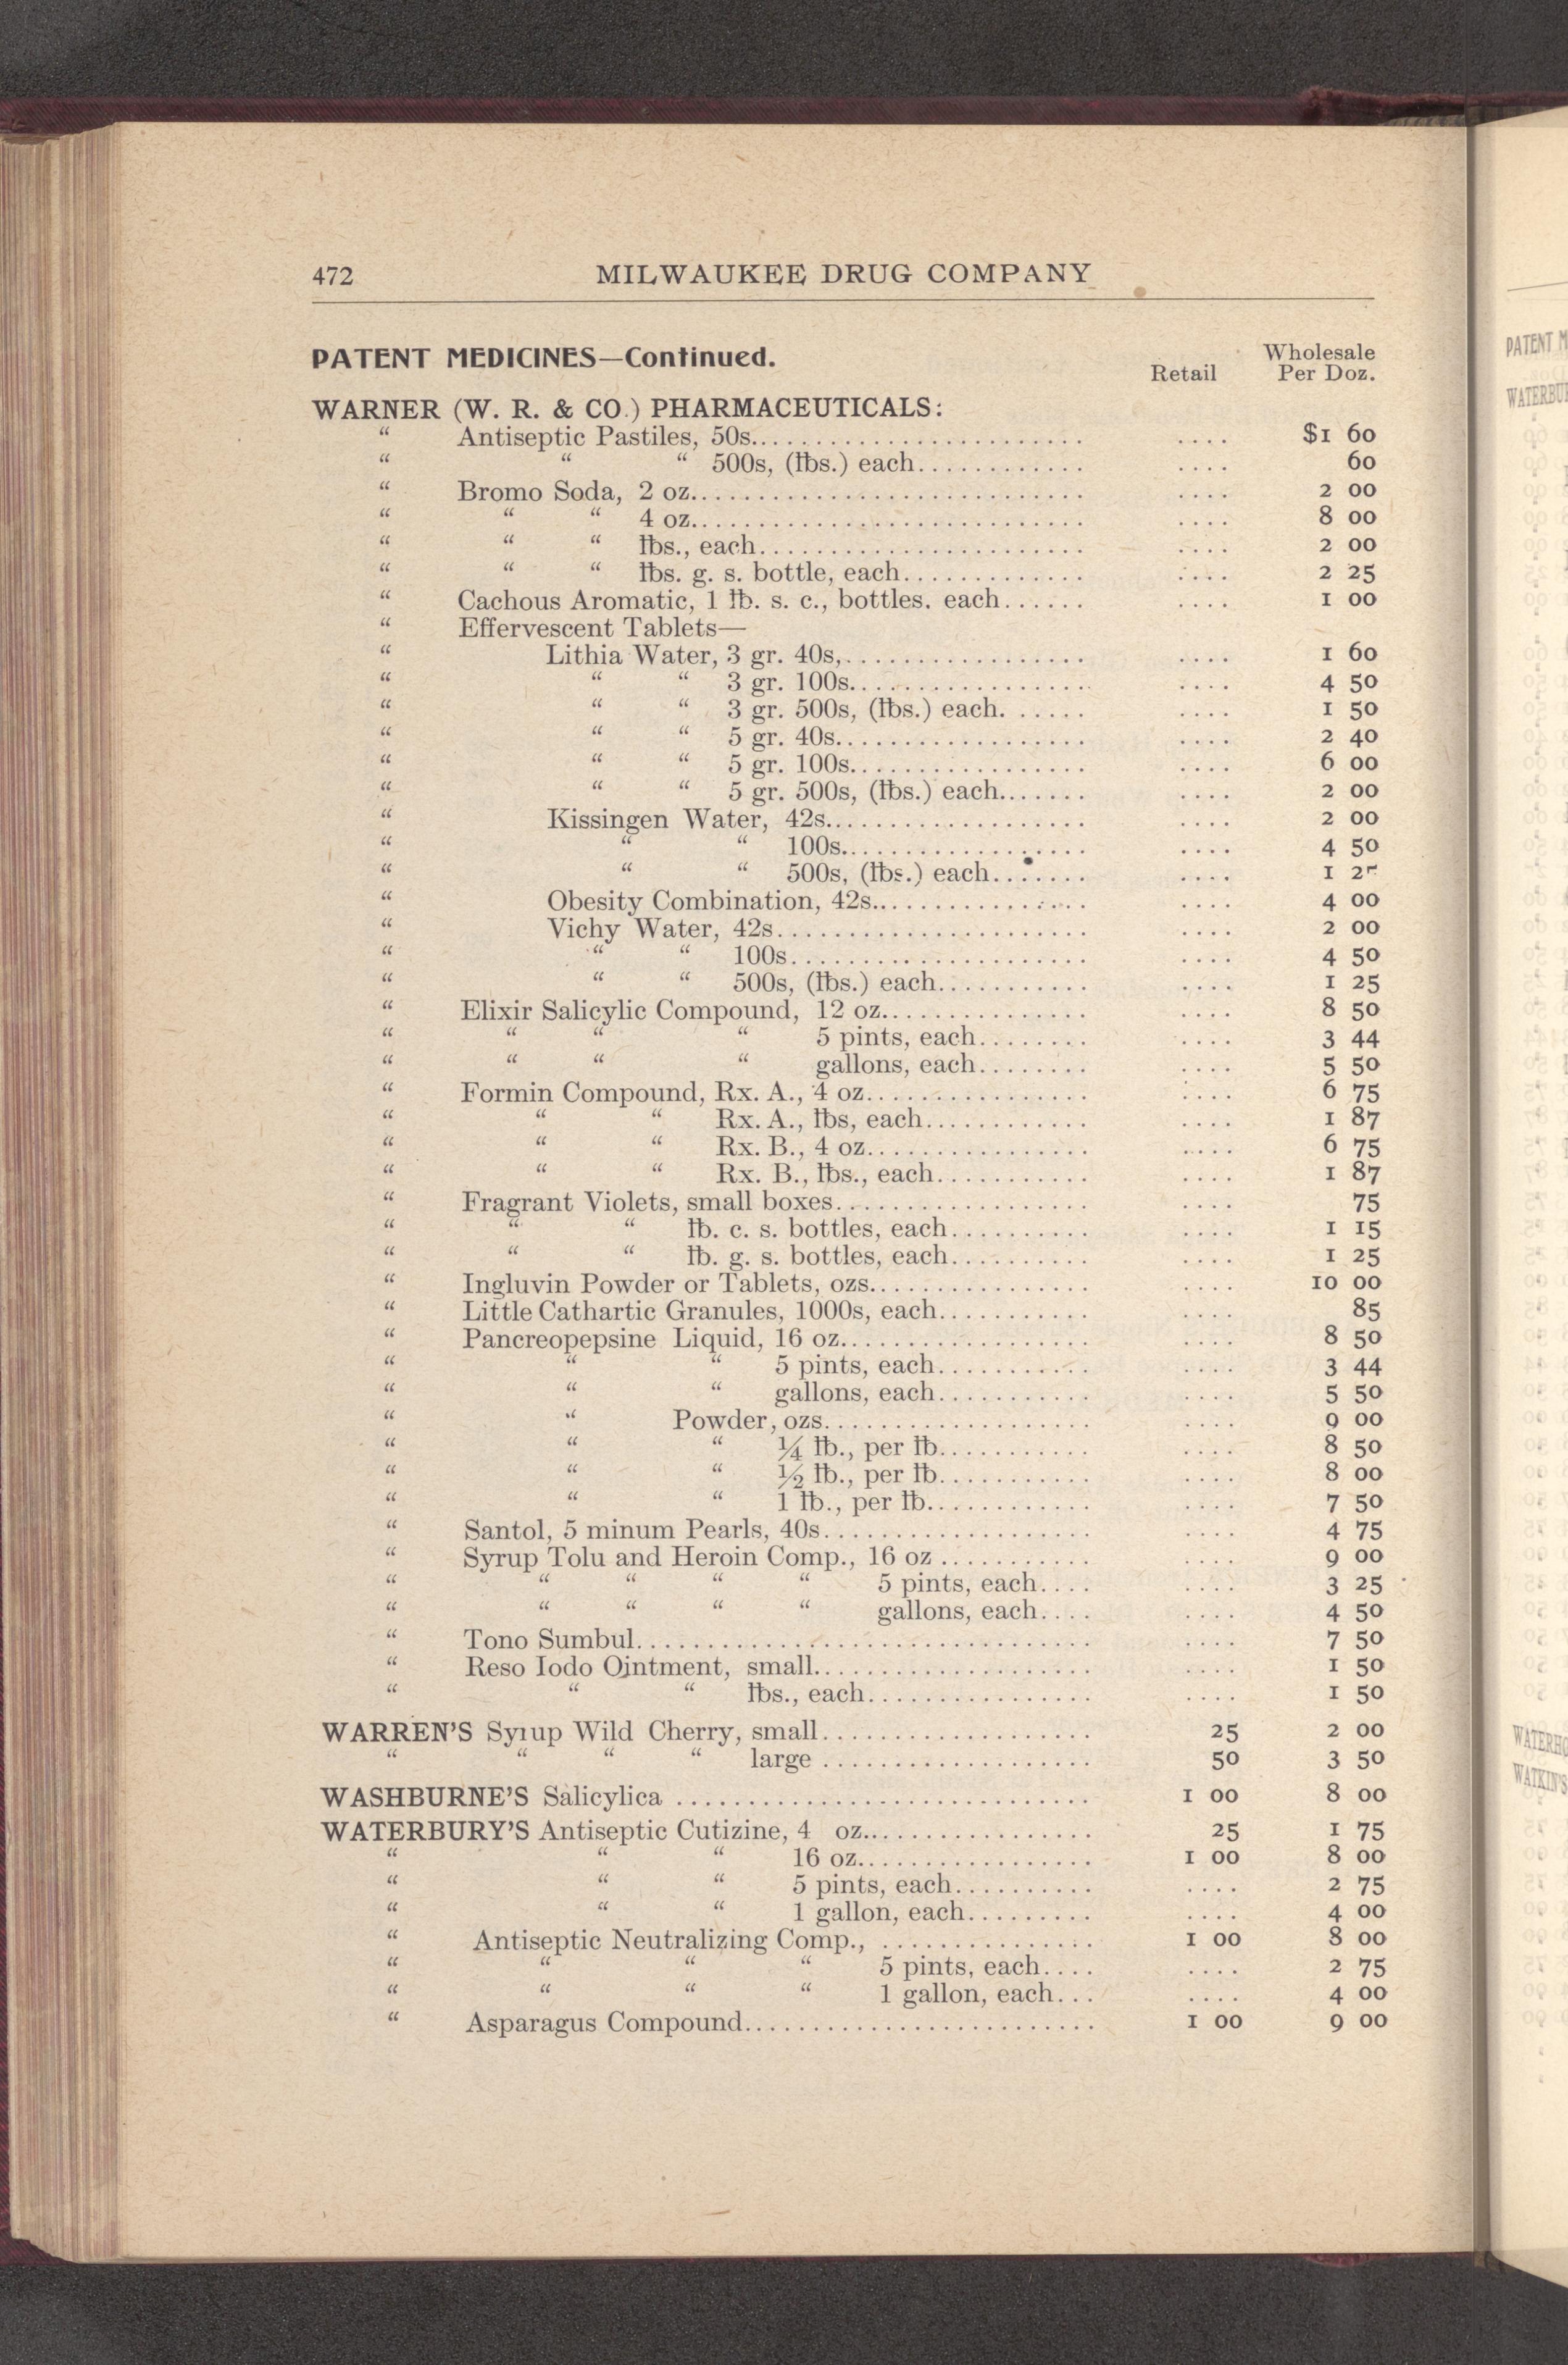 472 MILWAUKEE DRUG COMPANY
PATENT MEDICINES—Continued.
Retail Wholesale Per Doz.
WARNER (W. R. & CO.) PHARMACEUTICALS:
“ Antiseptic Pastiles, 50s.......................... .... $1 60
“ “ “ 500s, (lbs.) each............ .... 60
“ Bromo Soda, 2 oz............................. .... 2 00
“ “ “ 4 oz............................. .... 8 00
“ “ “ lbs., each....................... .... 2 00
“ “ “ lbs. g. s. bottle, each............. .... 2 25
“ Cachous Aromatic, 1 lb. s. c., bottles. each...... .... 1 00
“ Effervescent Tablets—
“ Lithia Water, 3 gr. 40s,.................. .... 1 60
“ “ “ 3 gr. 100s.................. .... 4 50
“ “ “ 3 gr. 500s, (lbs.) each. ..... .... 1 50
“ “ “ 5 gr. 40s................... .... 2 40
“ “ “ 5 gr. 100s.................. .... 6 00
“ “ “ 5 gr. 500s, (lbs.) each....... .... 2 00
“ Kissingen Water, 42s.................... .... 2 00
“ “ “ 100s................... .... 4 50
“ “ “ 500s, (lbs.) each....... .... 1 2
“ Obesity Combination, 42s................ .... 4 00
“ Vichy Water, 42s...................... .... 2 00
“ “ “ 100s..................... .... 4 50
“ “ “ 500s, (lbs.) each........... .... 1 25
“ Elixir Salicylic Compound, 12 oz............... .... 8 50
“ “ “ “ 5 pints, each........ .... 3 44
“ “ “ “ gallons, each........ .... 5 50
“ Formin Compound, Rx. A., 4 oz................ .... 6 75
“ “ “ Rx. A., lbs, each............ .... 1 87
“ “ “ Rx. B., 4 oz................ .... 6 75
“ “ “ Rx. B., lbs., each........... .... 1 87
“ Fragrant Violets, small boxes.................. .... 75
“ “ “ lb. c. s. bottles, each.......... .... 1 15
“ “ “ lb. g. s. bottles, each.......... .... 1 25
“ Ingluvin Powder or Tablets, ozs................ .... 10 00
“ Little Cathartic Granules, 1000s, each........... .... 85
“ Pancreopepsine Liquid, 16 oz................... .... 8 50
“ “ “ 5 pints, each........... .... 3 44
“ “ “ gallons, each........... .... 5 50
“ “ Powder, ozs................... .... 9 00
“ “ “ ¼ lb., per lb........... .... 8 50
“ “ “ ½ lb., per lb........... .... 8 00
“ “ “ 1 lb., per lb............ .... 7 50
“ Santol, 5 minum Pearls, 40s................... .... 4 75
“ Syrup Tolu and Heroin Comp., 16 oz ........... .... 9 00
“ “ “ “ “ 5 pints, each.... .... 3 25
“ “ “ “ “ gallons, each.... .... 4 50
“ Tono Sumbul................................ .... 7 50
“ Reso Iodo Ointment, small.................... .... 1 50
“ “ “ lbs., each................ .... 1 50
WARREN'S Syrup Wild Cherry, small................... 25 2 00
“ “ “ “ large ................... 50 3 50
WASHBURNE'S Salicylica ............................. 1 00 8 00
WATERBURY'S Antiseptic Cutizine, 4 oz................. 25 1 75
“ “ “ 16 oz.................. 1 00 8 00
“ “ “ 5 pints, each.......... .... 2 75
“ “ “ 1 gallon, each......... .... 4 00
“ Antiseptic Neutralizing Comp., ............... 1 00 8 00
“ “ “ “ 5 pints, each.... .... 2 75
“ “ “ “ 1 gallon, each... .... 4 00
“ Asparagus Compound......................... 1 00 9 00
PATENT